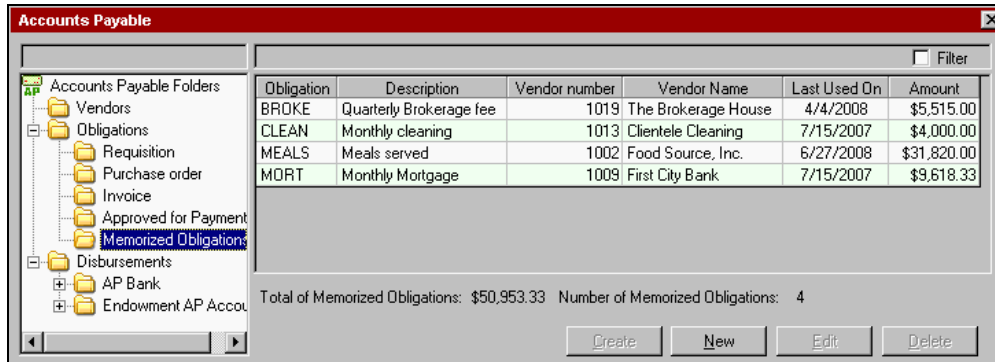 Accounts Payable
Filter
AP Accounts Payable Folders
Vendors
Obligations
Requisition
Purchase order
Invoice
Approved for Payment
Memorized Obligations
Disbursements
AP Bank
Endowment AP Accou
Obligation Description Vendor number Vendor Name Last Used On Amount
BROKE Quarterly Brokerage fee 1019 The Brokerage House 4/4/2008 $5,515.00
CLEAN Monthly cleaning 1013 Clientele Cleaning 7/15/2007 $4,000.00
MEALS Meals served 1002 Food Source, Inc. 6/27/2008 $31,820.00
MORT Monthly Mortgage 1009 First City Bank 7/15/2007 $9,618.33
Total of Memorized Obligations: $50,953.33 Number of Memorized Obligations: 4
Create New Edit Delete